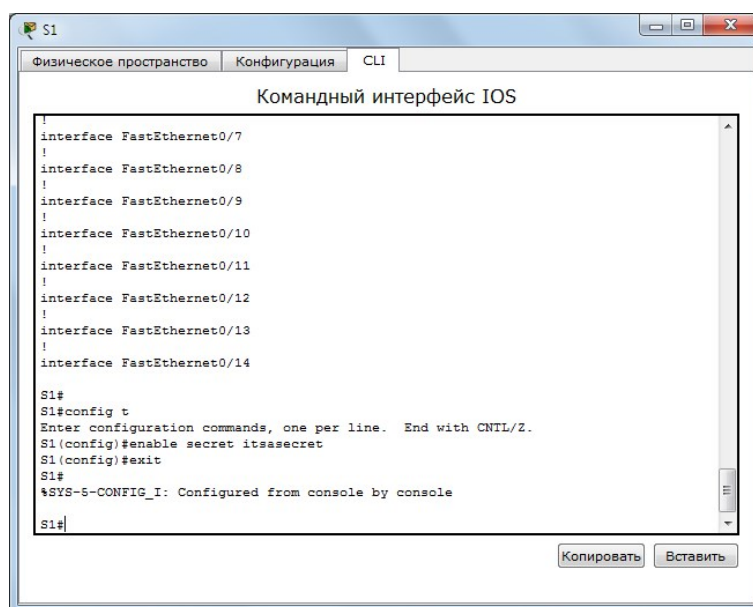 S1
Физическое пространство Конфигурация CLI
Командный интерфейс IOS
!
interface FastEthernet0/7
!
interface FastEthernet0/8
!
interface FastEthernet0/9
!
interface FastEthernet0/10
!
interface FastEthernet0/11
!
interface FastEthernet0/12
!
interface FastEthernet0/13
!
interface FastEthernet0/14
S1#
S1#config t
Enter configuration commands, one per line.  End with CNTL/Z.
S1(config)#enable secret itsasecret
S1(config)#exit
S1#
%SYS-5-CONFIG_I: Configured from console by console
S1#
Копировать Вставить